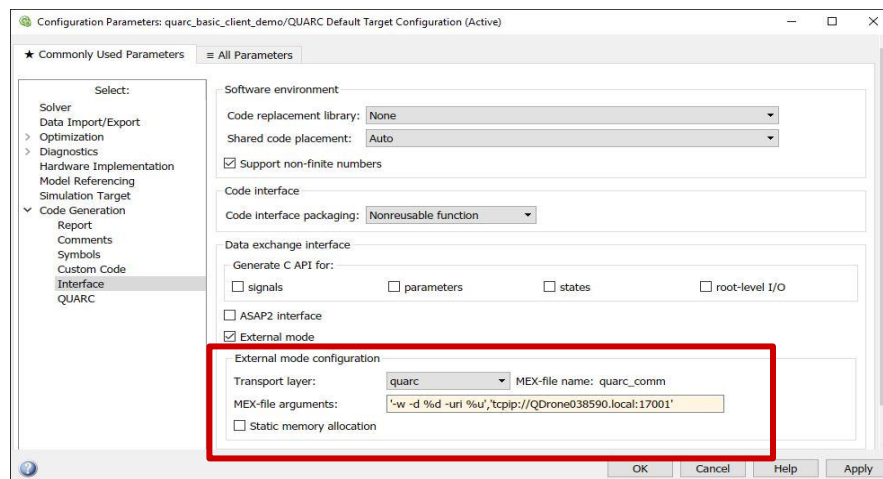 Configuration Parameters: quarc_basic_client_demo/QUARC Default Target Configuration (Active)
★ Commonly Used Parameters
≡ All Parameters
Select:
Solver
Data Import/Export
Optimization
Diagnostics
Hardware Implementation
Model Referencing
Simulation Target
Code Generation
Report
Comments
Symbols
Custom Code
Interface
QUARC
Software environment
Code replacement library: None
Shared code placement: Auto
Support non-finite numbers
Code interface
Code interface packaging: Nonreusable function
Data exchange interface
Generate C API for:
signals parameters states root-level I/O
ASAP2 interface
External mode
External mode configuration
Transport layer: quarc MEX-file name: quarc_comm
MEX-file arguments: '-w -d %d -uri %u','tcpip://QDrone038590.local:17001'
Static memory allocation
OK Cancel Help Apply